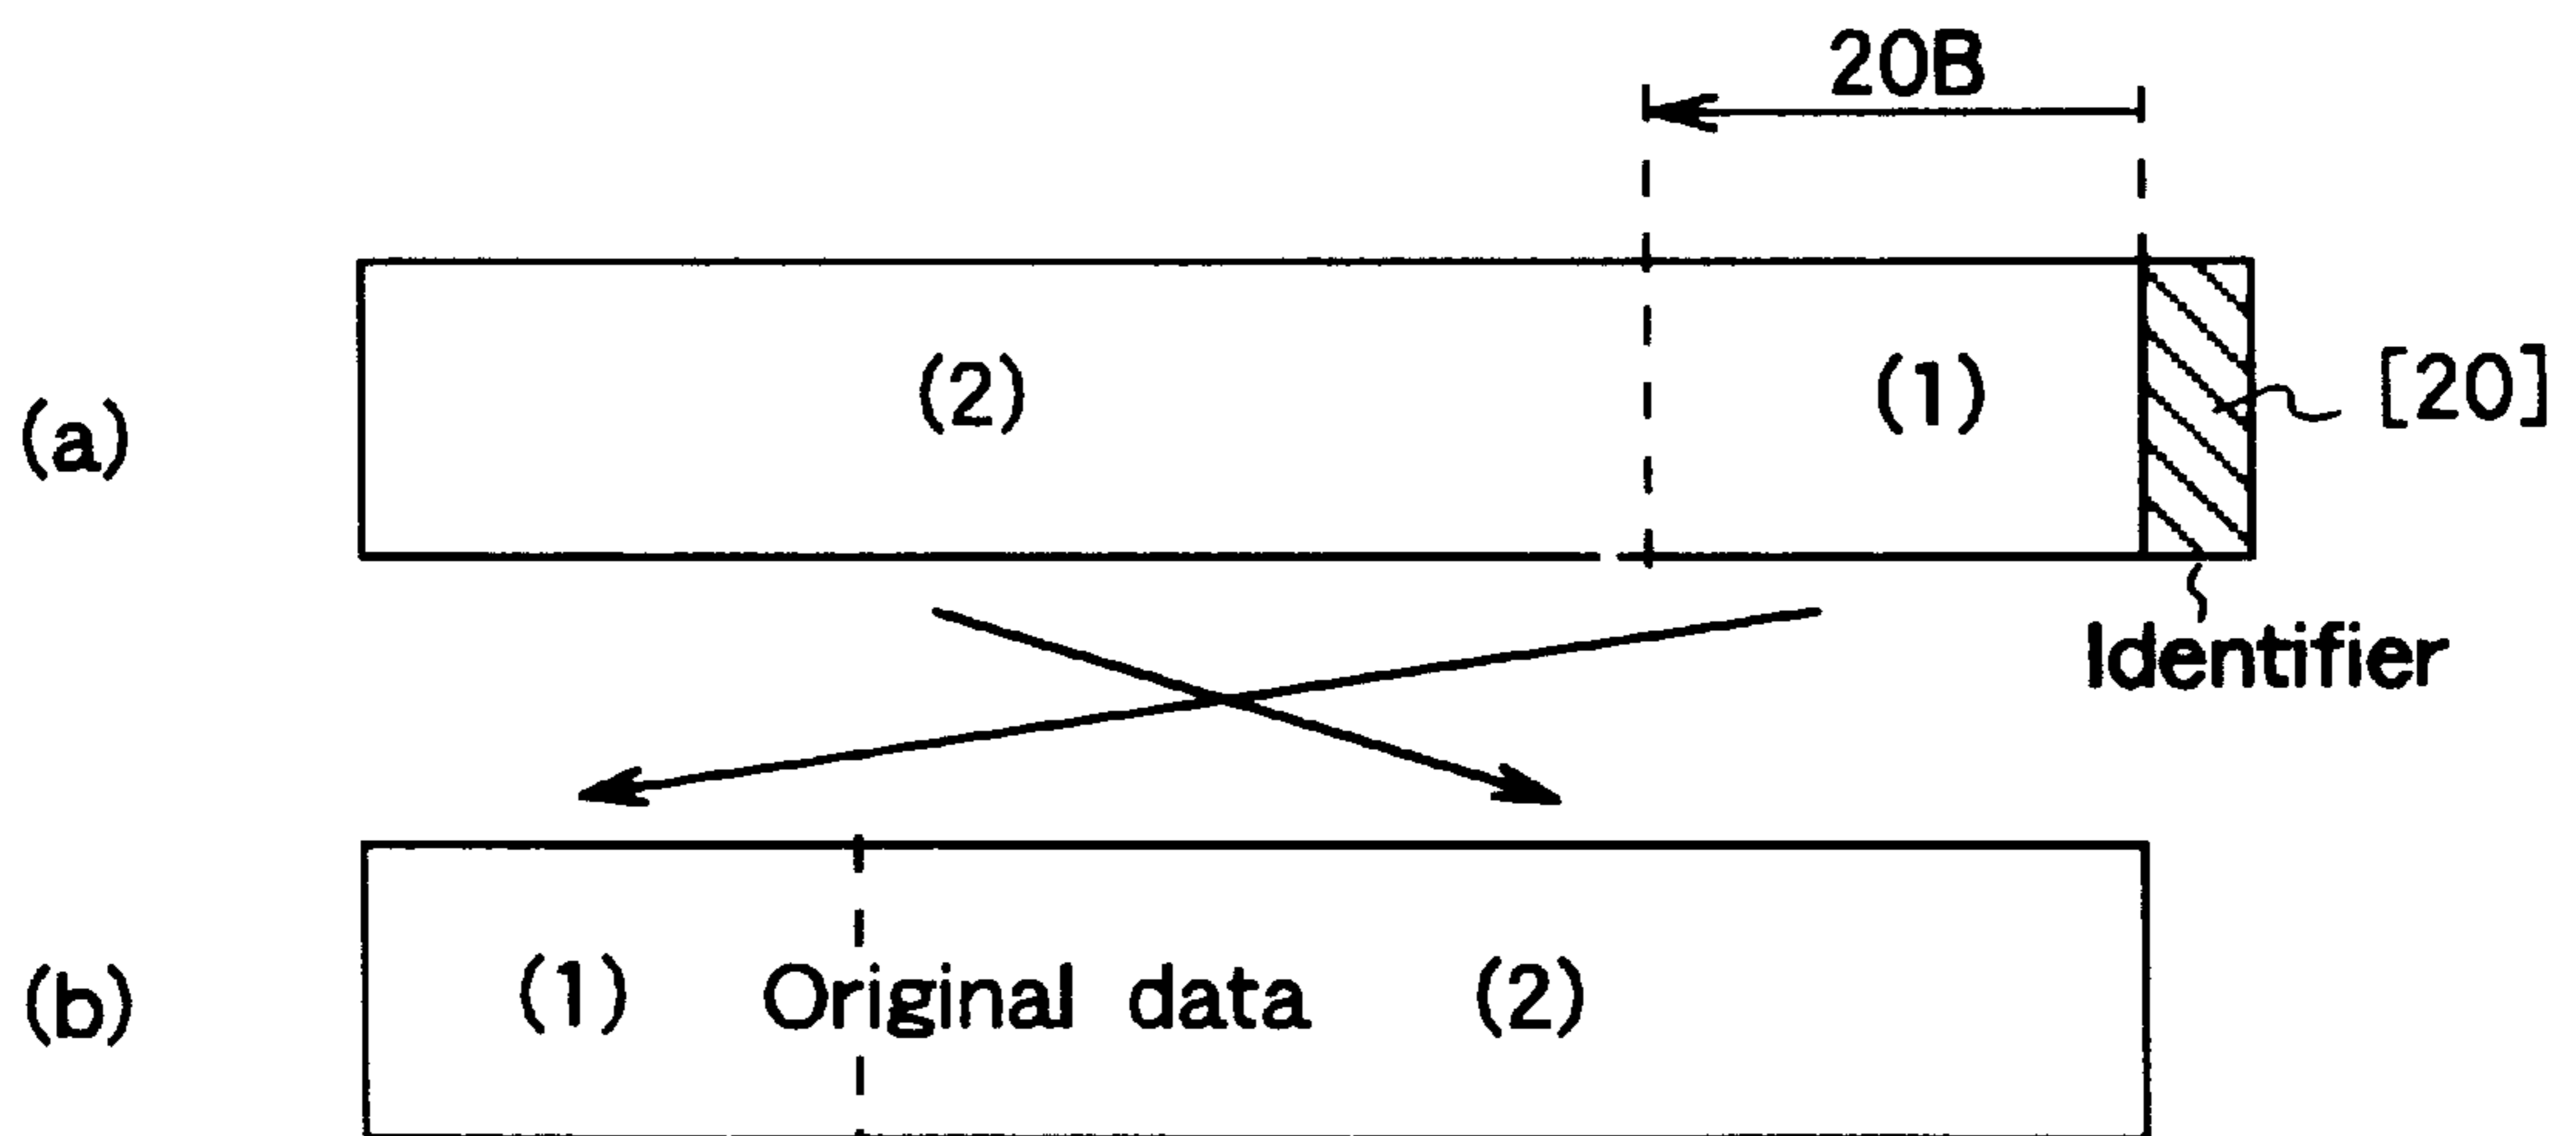 20B
(a) (2) (1) [20]
Identifier
(b) (1) Original data (2)